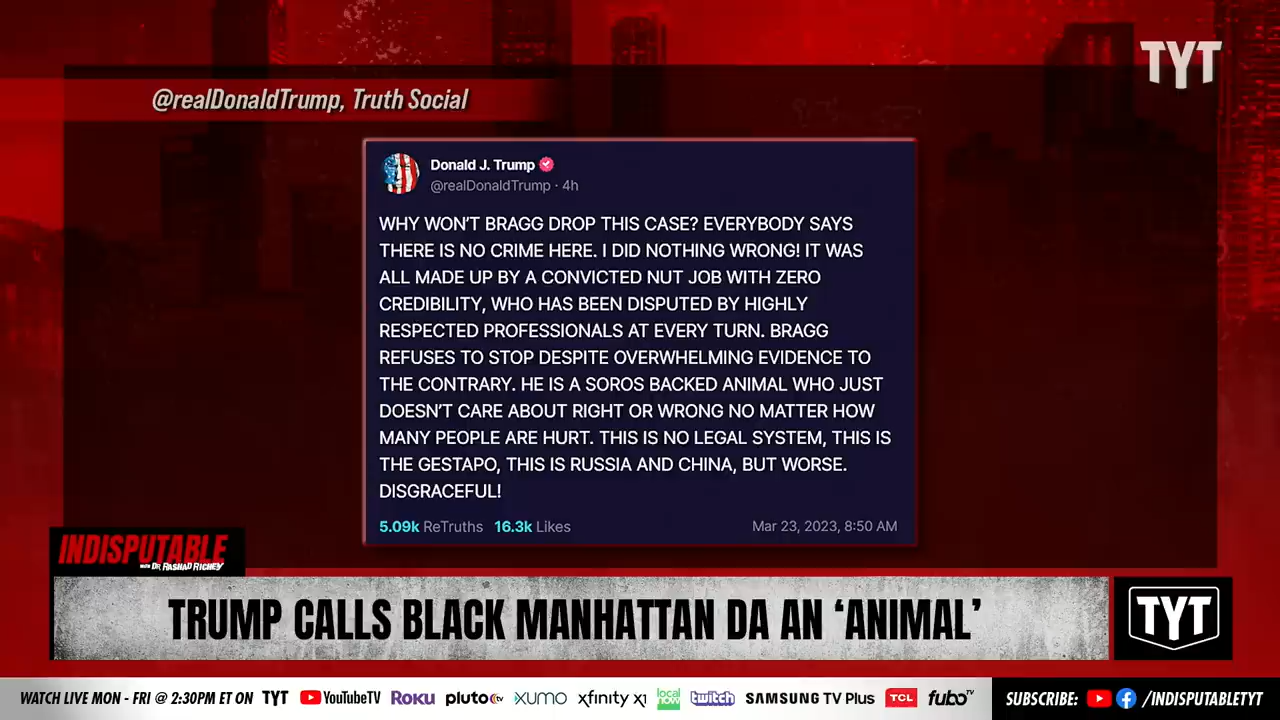 TYT
@realDonaldTrump, Truth Social
Donald J. Trump
@realDonaldTrump · 4h
WHY WON'T BRAGG DROP THIS CASE? EVERYBODY SAYS
THERE IS NO CRIME HERE. I DID NOTHING WRONG! IT WAS
ALL MADE UP BY A CONVICTED NUT JOB WITH ZERO
CREDIBILITY, WHO HAS BEEN DISPUTED BY HIGHLY
RESPECTED PROFESSIONALS AT EVERY TURN. BRAGG
REFUSES TO STOP DESPITE OVERWHELMING EVIDENCE TO
THE CONTRARY. HE IS A SOROS BACKED ANIMAL WHO JUST
DOESN'T CARE ABOUT RIGHT OR WRONG NO MATTER HOW
MANY PEOPLE ARE HURT. THIS IS NO LEGAL SYSTEM, THIS IS
THE GESTAPO, THIS IS RUSSIA AND CHINA, BUT WORSE.
DISGRACEFUL!
5.09k ReTruths 16.3k Likes Mar 23, 2023, 8:50 AM
INDISPUTABLE
WITH DR. RASHAD RICHEY
TRUMP CALLS BLACK MANHATTAN DA AN 'ANIMAL'
TYT
WATCH LIVE MON - FRI @ 2:30PM ET ON TYT YouTubeTV ROKU pluto tv XUMO xfinity x1 local now twitch SAMSUNG TV Plus TCL fubo TV SUBSCRIBE: /INDISPUTABLETYT